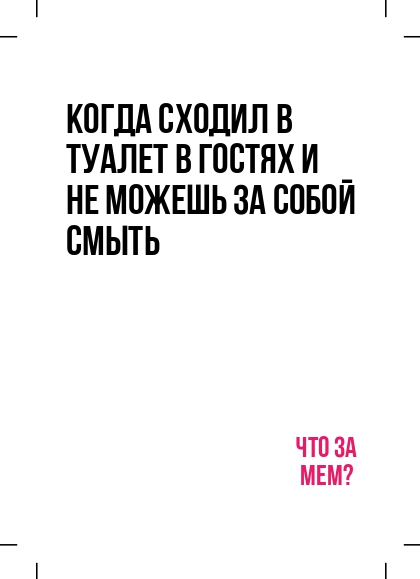 КОГДА СХОДИЛ В
ТУАЛЕТ В ГОСТЯХ И
НЕ МОЖЕШЬ ЗА СОБОЙ
СМЫТЬ
ЧТО ЗА
МЕМ?